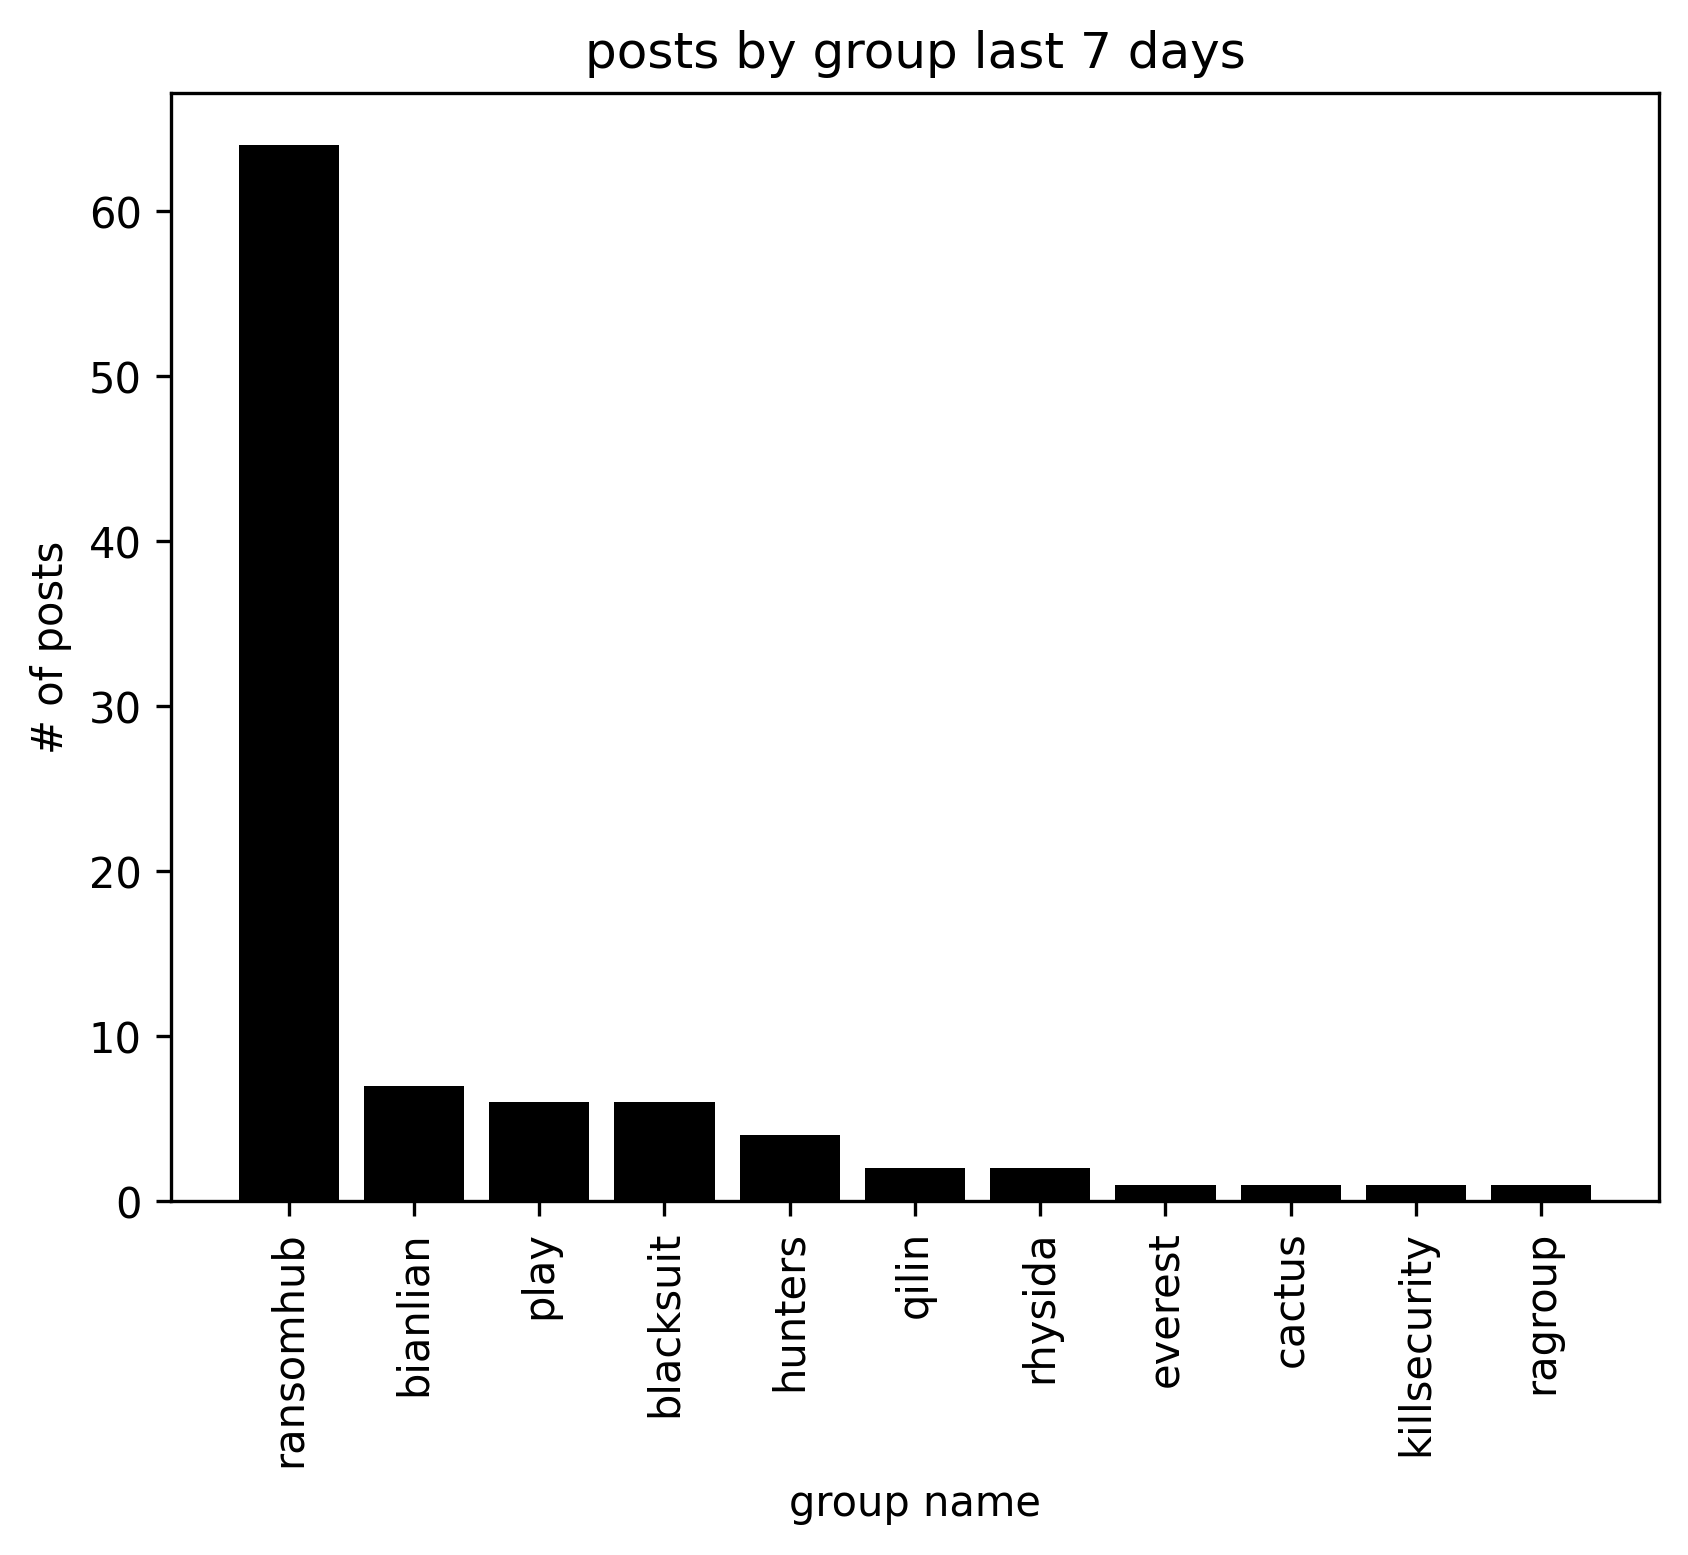 posts by group last 7 days
# of posts
60
50
40
30
20
10
0
ransomhub
bianlian
play
blacksuit
hunters
qilin
rhysida
everest
cactus
killsecurity
ragroup
group name